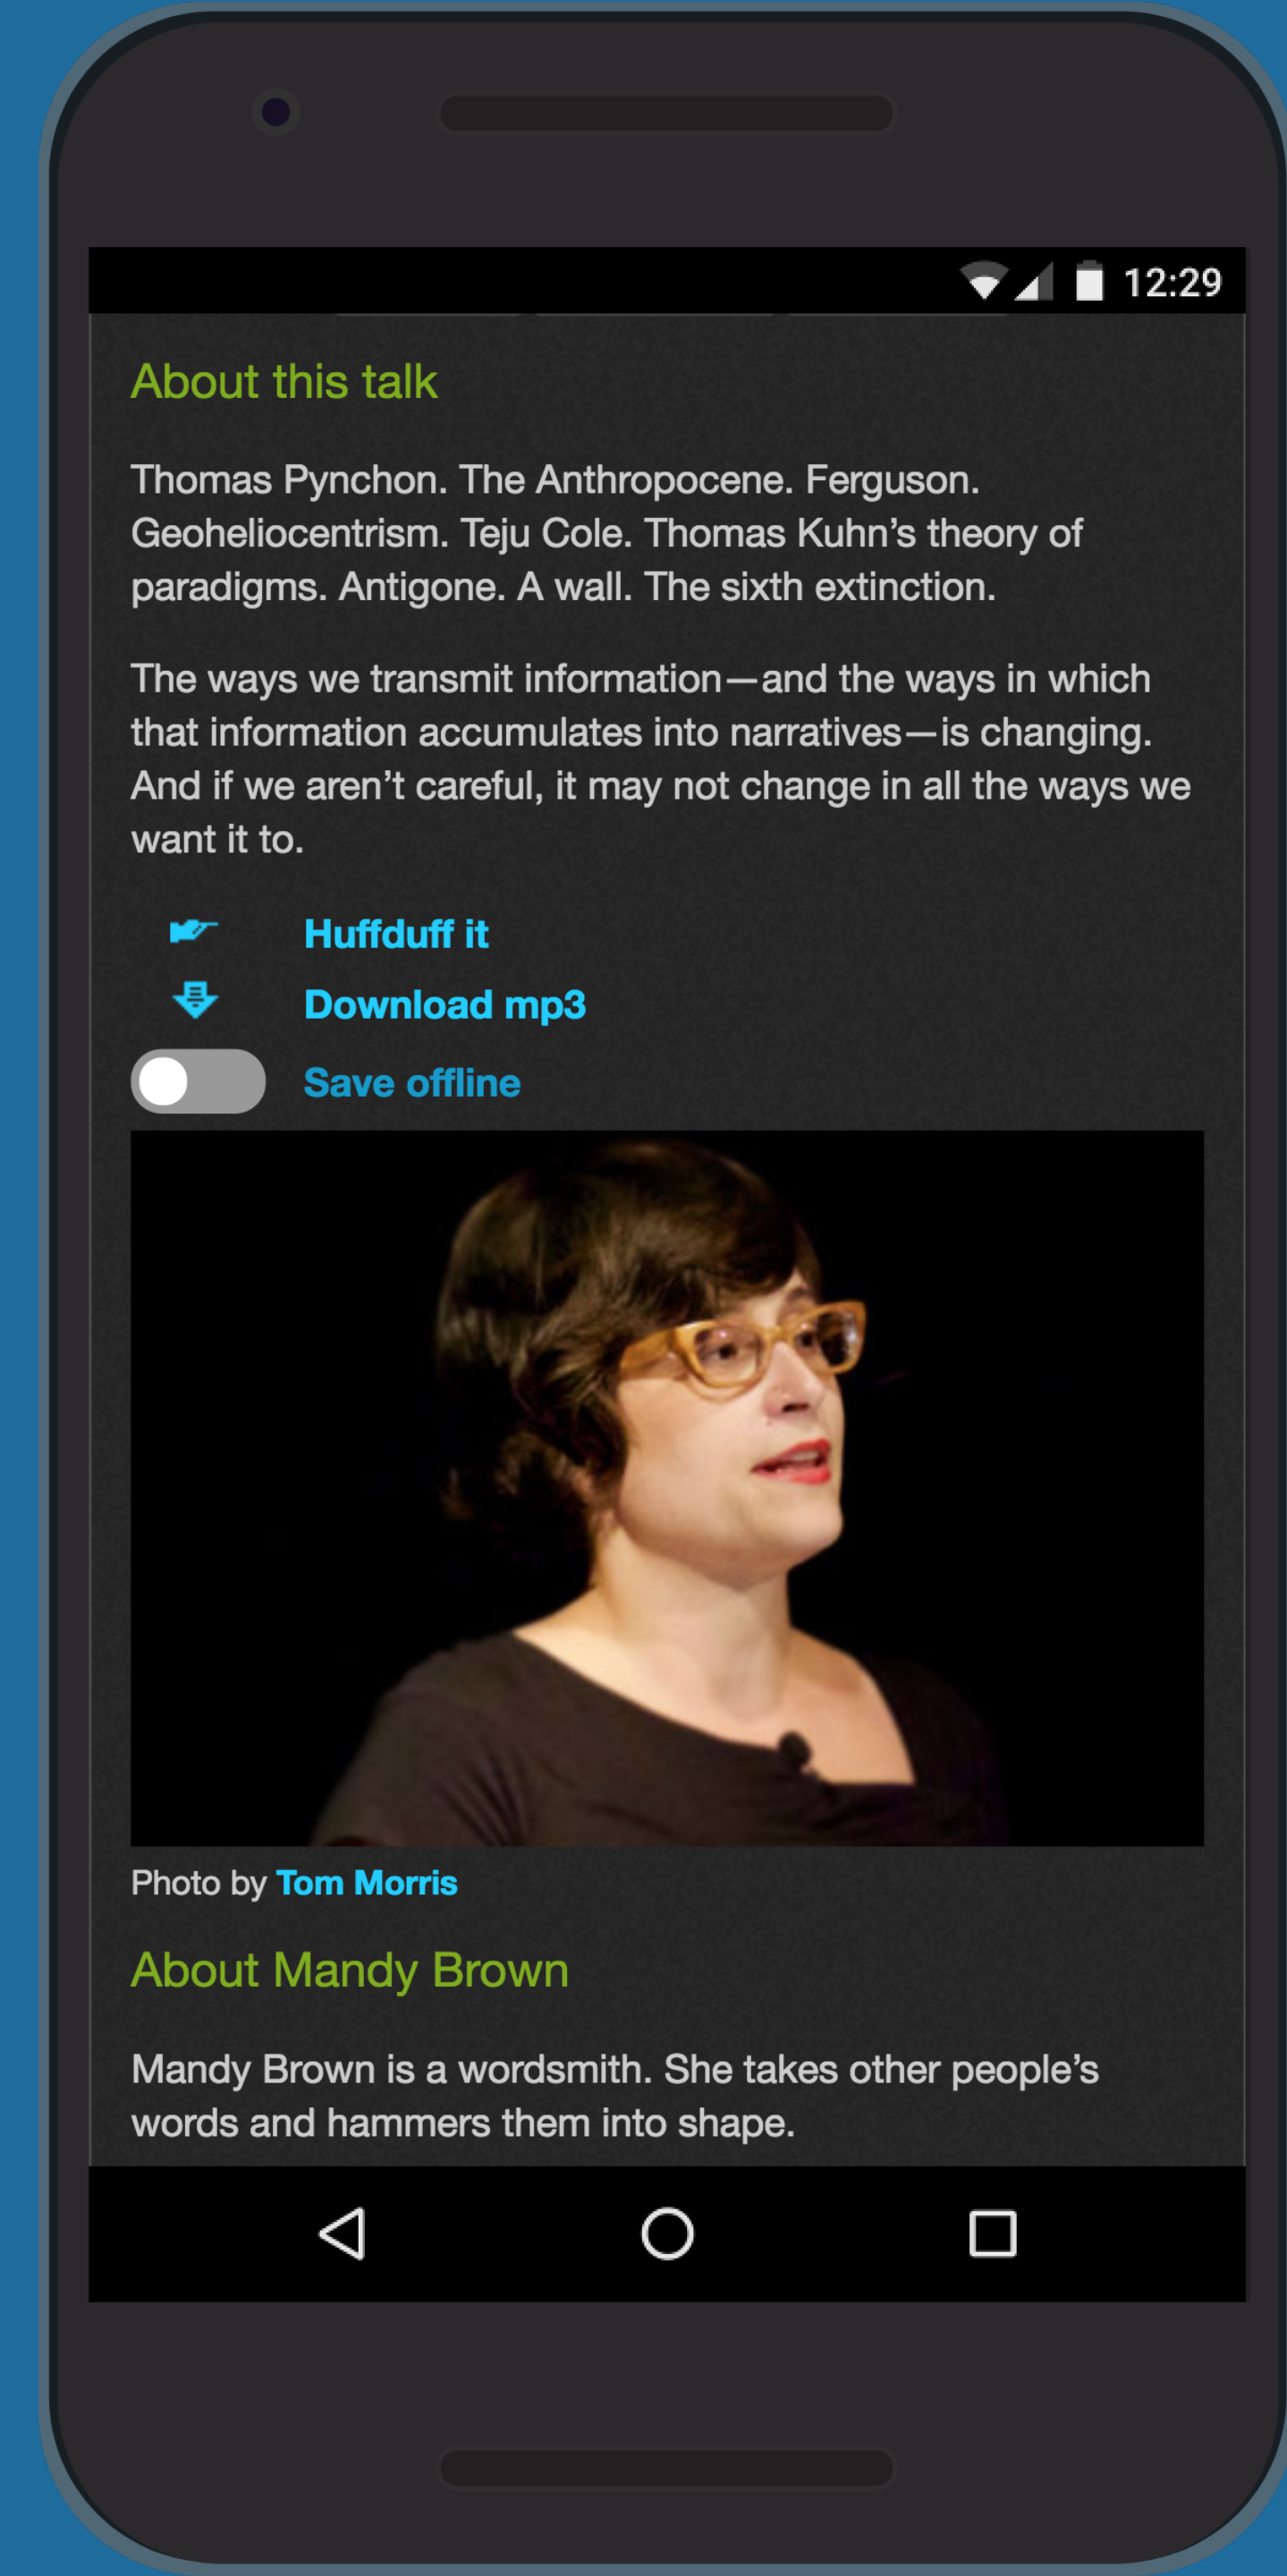 12:29
About this talk
Thomas Pynchon. The Anthropocene. Ferguson.
Geoheliocentrism. Teju Cole. Thomas Kuhn’s theory of
paradigms. Antigone. A wall. The sixth extinction.
The ways we transmit information—and the ways in which
that information accumulates into narratives—is changing.
And if we aren’t careful, it may not change in all the ways we
want it to.
Huffduff it
Download mp3
Save offline
Photo by Tom Morris
About Mandy Brown
Mandy Brown is a wordsmith. She takes other people’s
words and hammers them into shape.